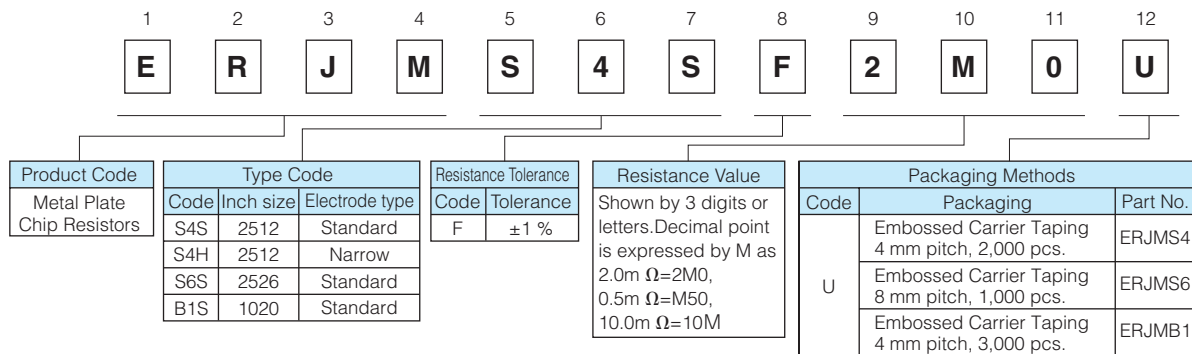 1 2 3 4 5 6 7 8 9 10 11 12
E R J M S 4 S F 2 M 0 U
Product Code
Metal Plate
Chip Resistors
Type Code
Code Inch size Electrode type
S4S 2512 Standard
S4H 2512 Narrow
S6S 2526 Standard
B1S 1020 Standard
Resistance Tolerance
Code Tolerance
F ±1 %
Resistance Value
Shown by 3 digits or
letters.Decimal point
is expressed by M as
2.0m Ω=2M0,
0.5m Ω=M50,
10.0m Ω=10M
Packaging Methods
Code Packaging Part No.
U
Embossed Carrier Taping
4 mm pitch, 2,000 pcs.
ERJMS4
Embossed Carrier Taping
8 mm pitch, 1,000 pcs.
ERJMS6
Embossed Carrier Taping
4 mm pitch, 3,000 pcs.
ERJMB1